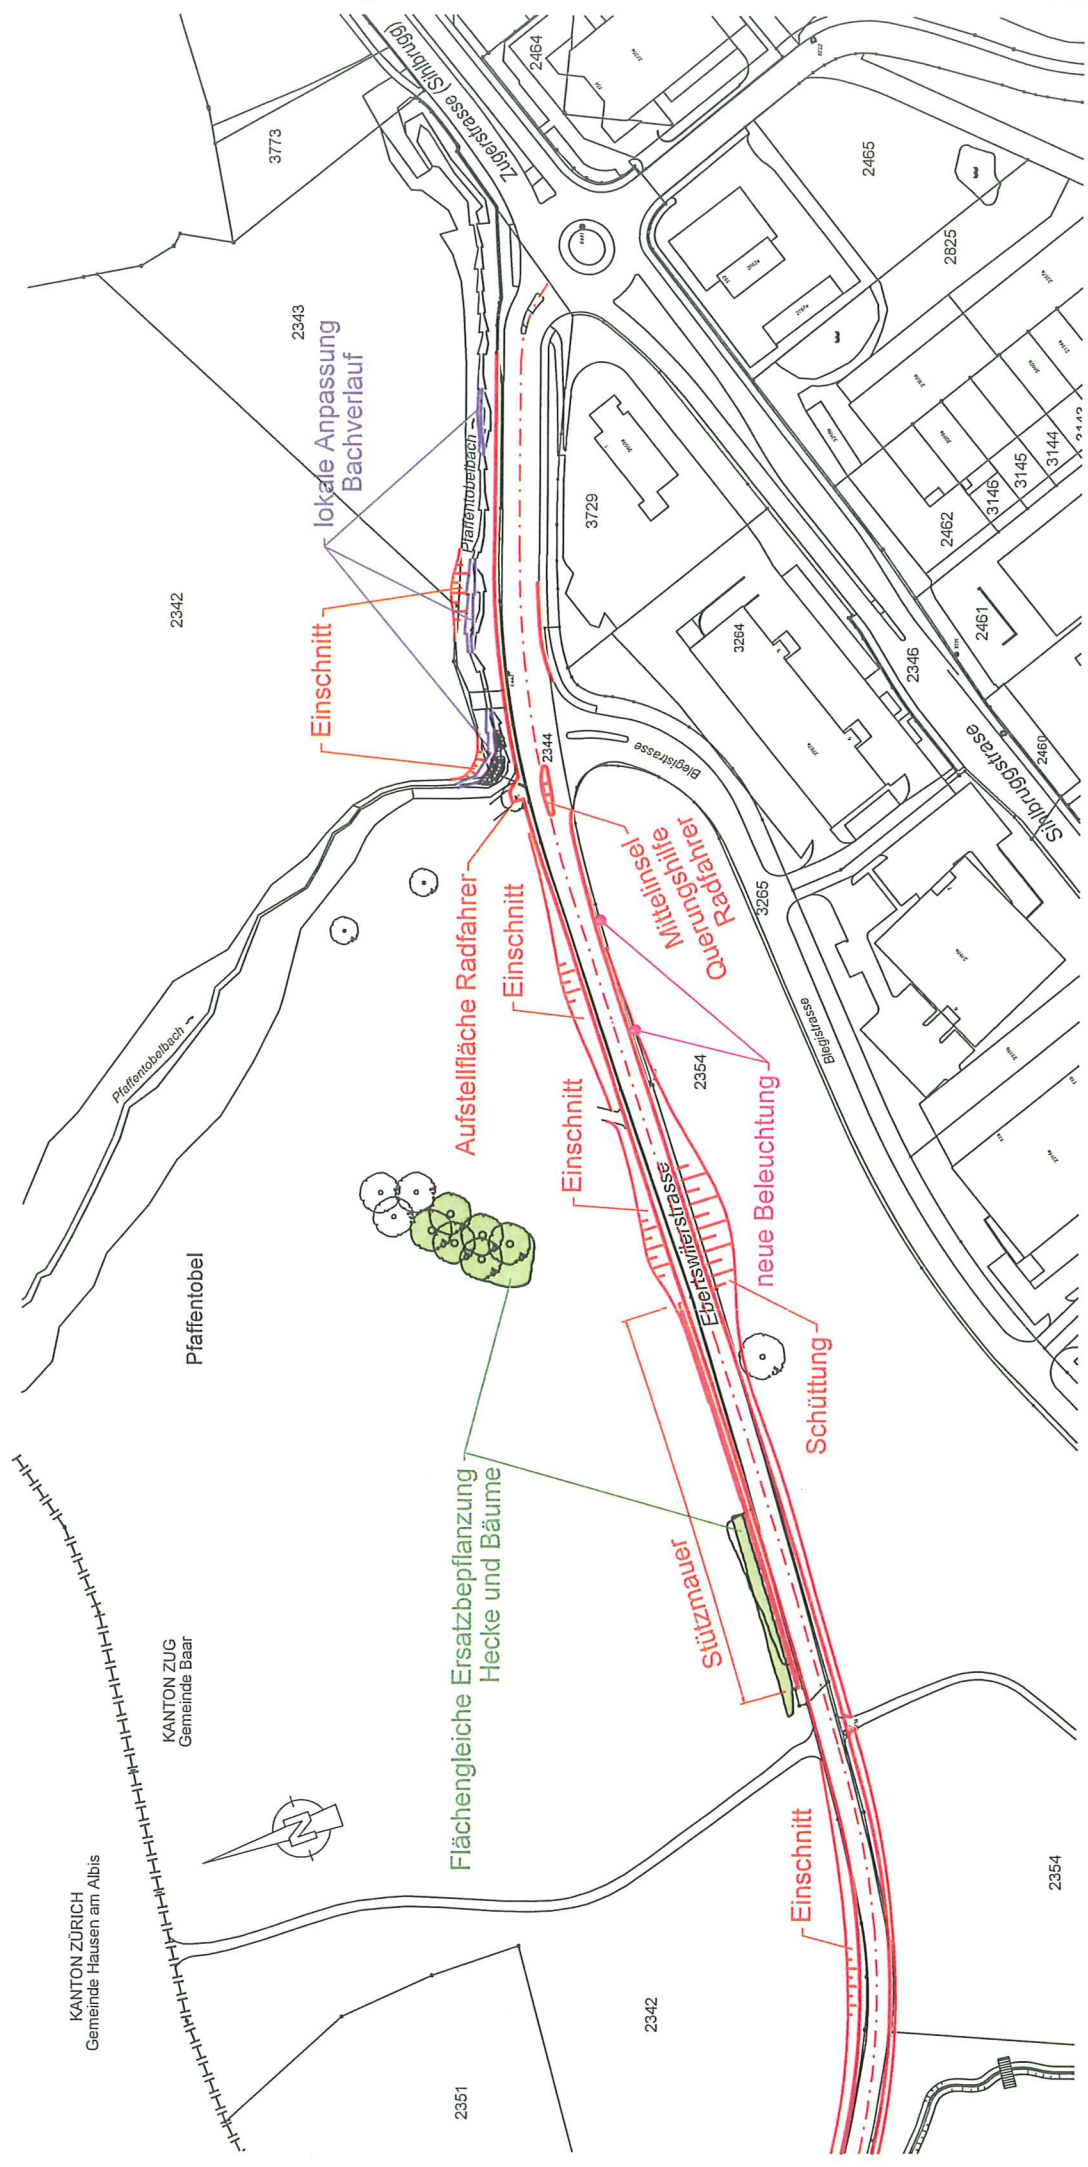 KANTON ZÜRICH
Gemeinde Hausen am Albis
KANTON ZUG
Gemeinde Baar
Pfaffentobel
2351
2342
2342
2343
3773
N
Pfaffentobelbach
Pfaffentobelbach
lokale Anpassung
Bachverlauf
Einschnitt
Aufstellfläche Radfahrer
Einschnitt
Einschnitt
Flächengleiche Ersatzbepflanzung
Hecke und Bäume
Stützmauer
Einschnitt
Schüttung
neue Beleuchtung
Mittelinsel
Querungshilfe
Radfahrer
Ebertswilerstrasse
Zugerstrasse (Sihlbrugg)
Blegistrasse
Blegistrasse
Sihlbruggstrasse
2344
2354
2354
3265
3264
3729
2346
2460
2461
2462
3146
3145
3144
3143
2825
2465
2464